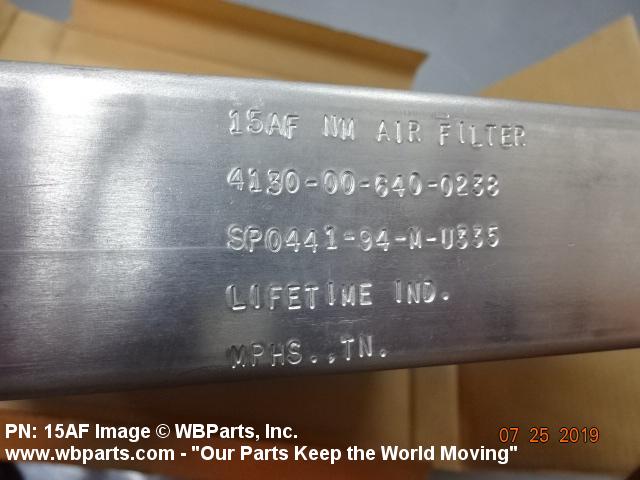 15AF NM AIR FILTER
4130-00-640-0238
SP0441-94-M-U335
LIFETIME IND.
MPHS.,TN.
PN: 15AF Image © WBParts, Inc.
07 25 2019
www.wbparts.com - "Our Parts Keep the World Moving"